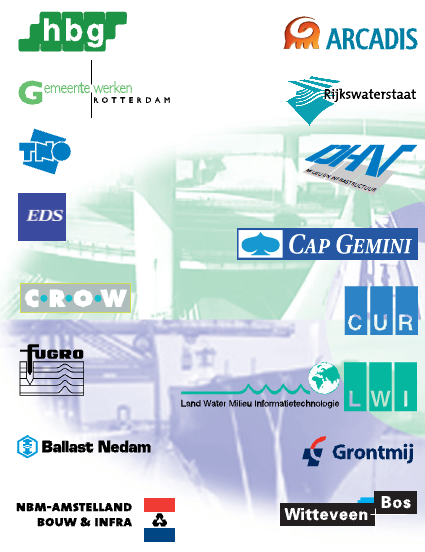 hbg
ARCADIS
Gemeentewerken
ROTTERDAM
Rijkswaterstaat
TNO
DHV
MILIEU EN INFRASTRUCTUUR
EDS
CAP GEMINI
C·R·O·W
CUR
FUGRO
Land Water Milieu Informatietechnologie
LWI
Ballast Nedam
Grontmij
NBM-AMSTELLAND
BOUW & INFRA
Witteveen
Bos